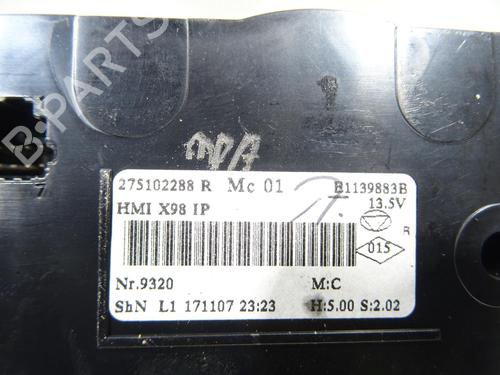 B-PARTS
7
275102288 R Mc 01 B1139883B
HMI X98 IP 13.5V
R
015
Nr.9320 M:C
ShN L1 171107 23:23 H:5.00 S:2.02